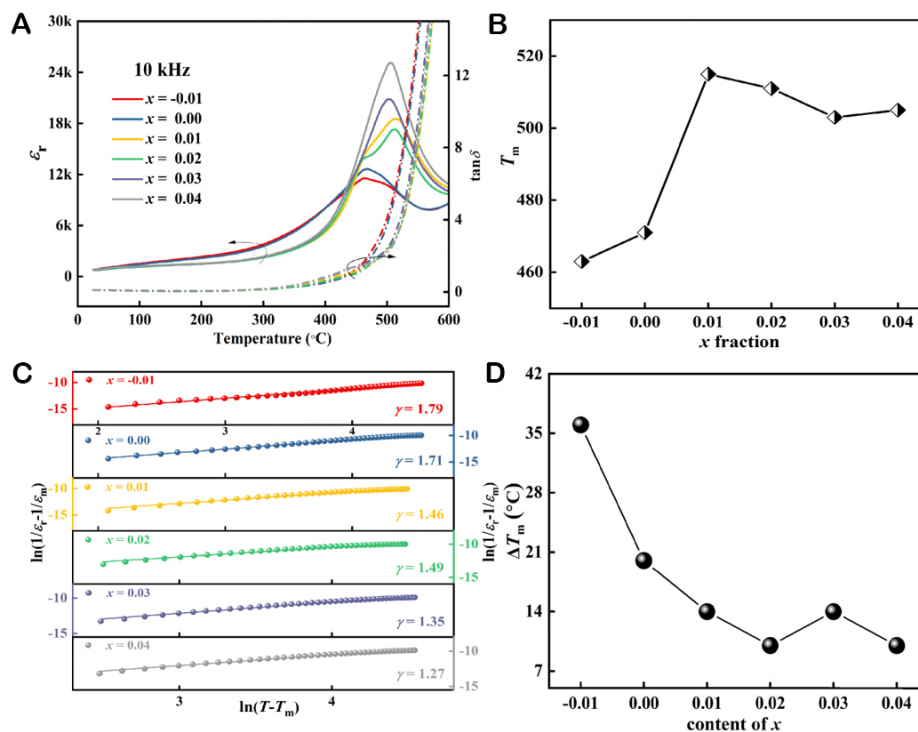 A
30k
24k
18k
12k
6k
0
εr
10 kHz
x = -0.01
x = 0.00
x = 0.01
x = 0.02
x = 0.03
x = 0.04
12
8
4
0
tanδ
0 100 200 300 400 500 600
Temperature (°C)
B
520
500
480
460
Tm
-0.01 0.00 0.01 0.02 0.03 0.04
x fraction
C
-10
-15
x = -0.01
γ = 1.79
2 3 4
x = 0.00
γ = 1.71
-10
-15
-10
-15
x = 0.01
γ = 1.46
x = 0.02
γ = 1.49
-10
-15
-10
-15
x = 0.03
γ = 1.35
x = 0.04
γ = 1.27
-10
-15
ln(1/εr-1/εm)
ln(1/εr-1/εm)
3 4
ln(T-Tm)
D
42
35
28
21
14
7
ΔTm (°C)
-0.01 0.00 0.01 0.02 0.03 0.04
content of x